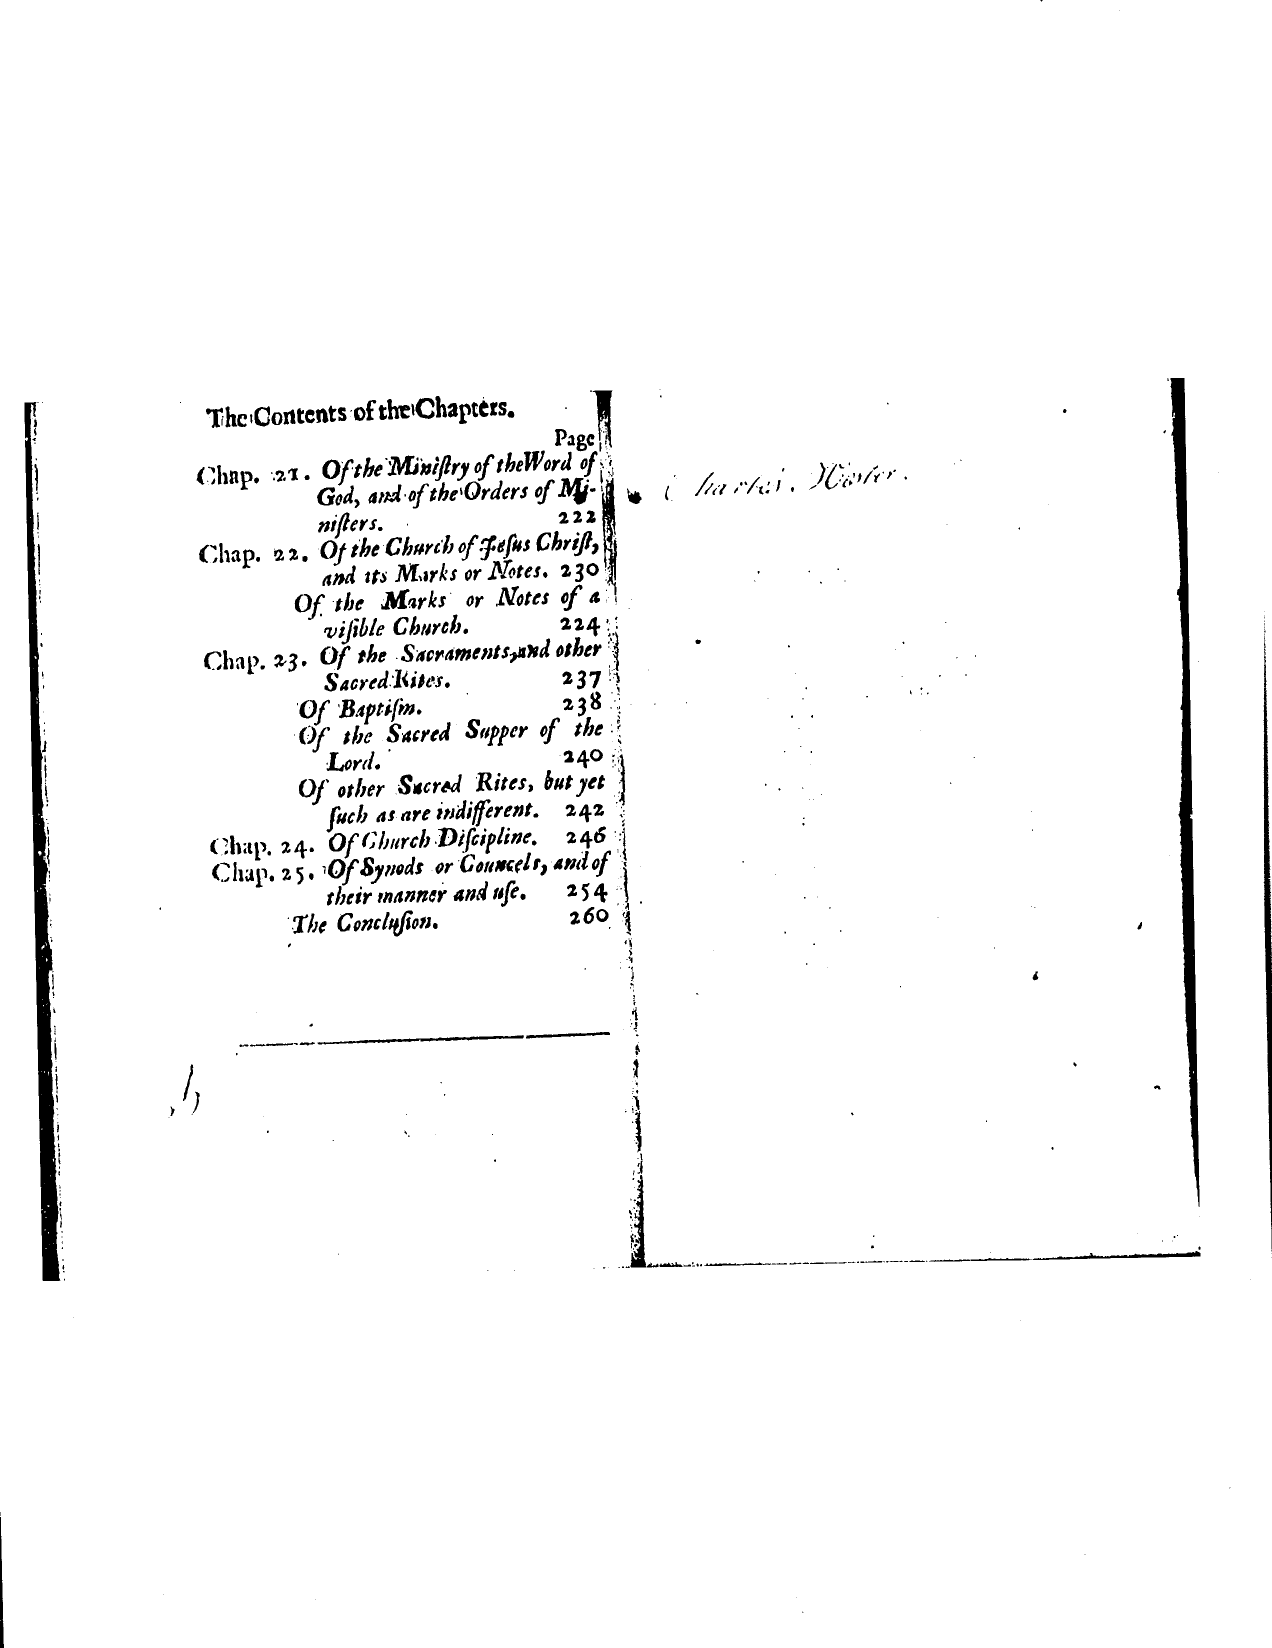 The Contents of the Chapters.
Page
Chap. 21. Of the Miniſtry of the Word of
God, and of the Orders of Mi-
niſters. 222
Chap. 22. Of the Church of Jeſus Chriſt,
and its Marks or Notes. 230
Of the Marks or Notes of a
viſible Church. 224
Chap. 23. Of the Sacraments, and other
Sacred Rites. 237
Of Baptiſm. 238
Of the Sacred Supper of the
Lord. 240
Of other Sacred Rites, but yet
ſuch as are indifferent. 242
Chap. 24. Of Church Diſcipline. 246
Chap. 25. Of Synods or Councels, and of
their manner and uſe. 254
The Concluſion. 260
Charles